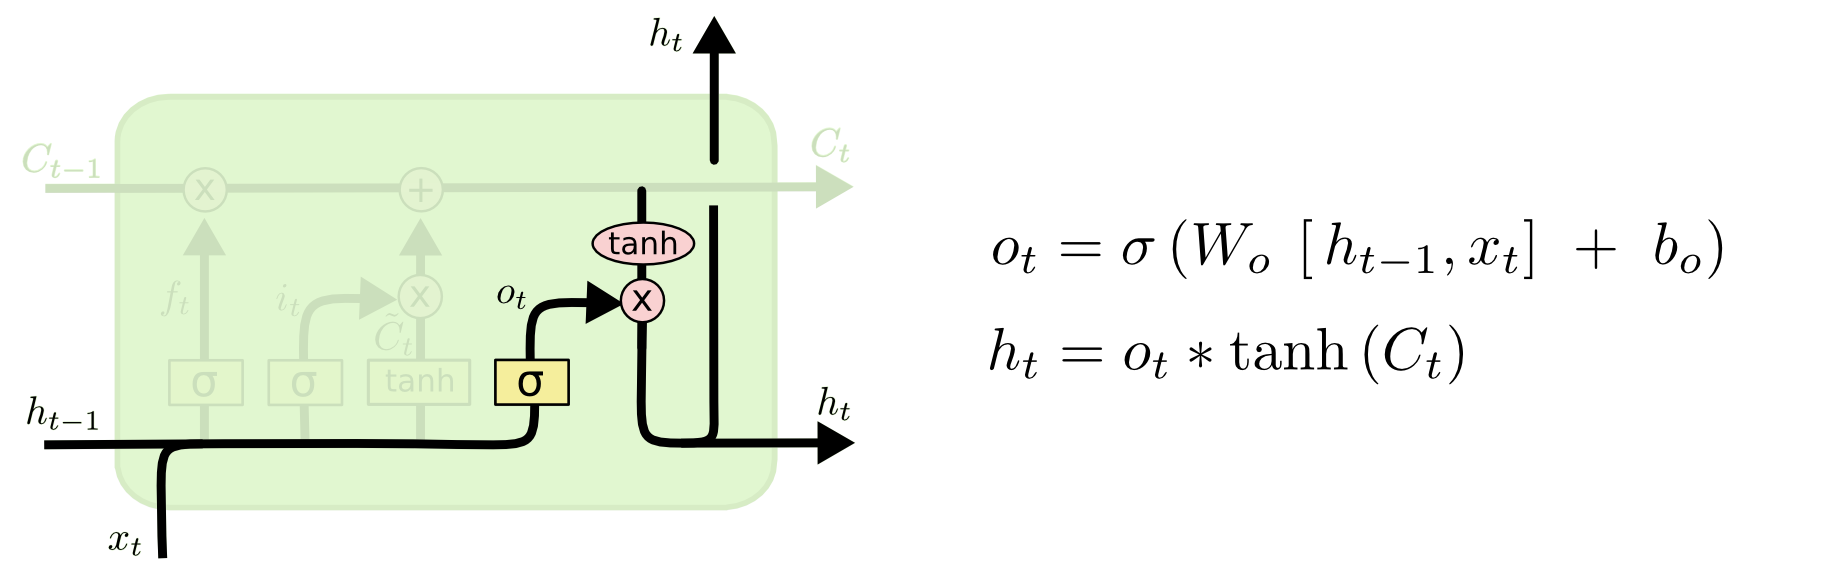 h_t
C_{t-1}
C_t
x
+
tanh
f_t
i_t
x
o_t
x
C̃_t
σ
σ
tanh
σ
h_{t-1}
h_t
x_t
o_t = σ (W_o [ h_{t-1}, x_t ] + b_o)
h_t = o_t * tanh (C_t)